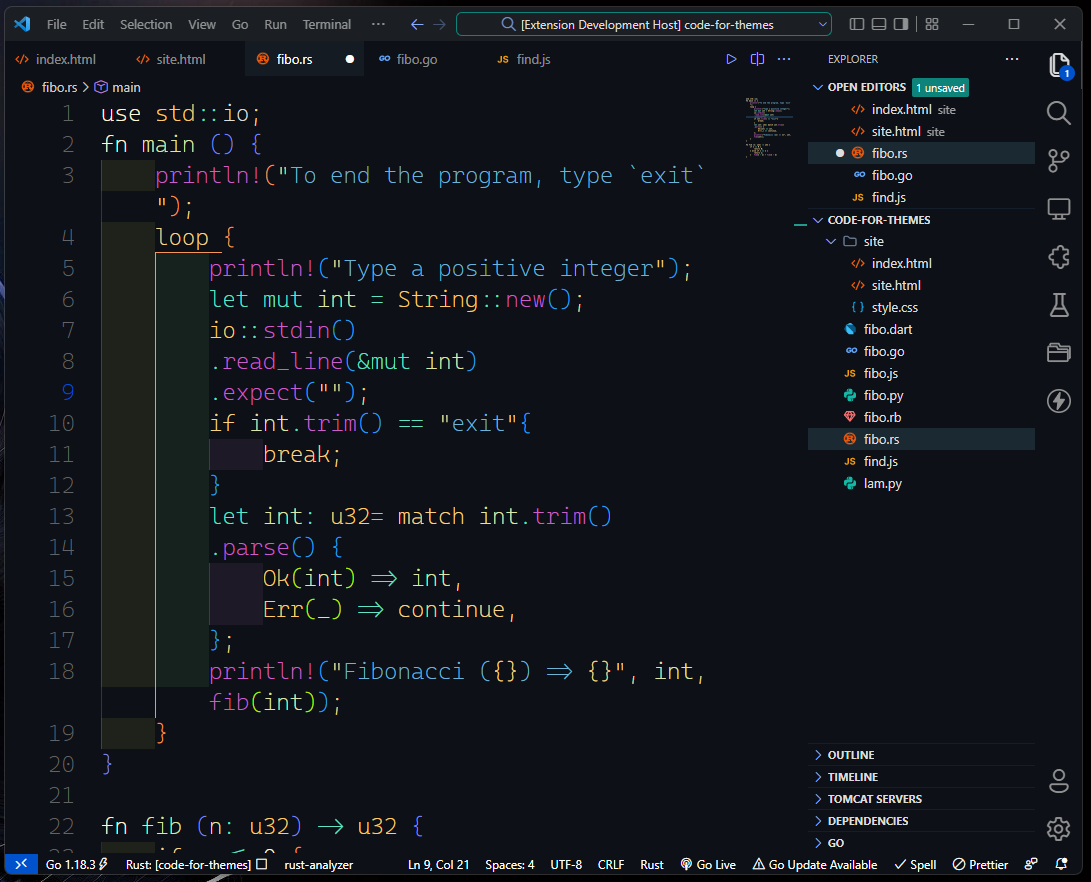 File Edit Selection View Go Run Terminal ··· [Extension Development Host] code-for-themes
index.html site.html fibo.rs fibo.go JS find.js
fibo.rs > main
1 use std::io;
2 fn main () {
3 println!("To end the program, type `exit`
");
4 loop {
5 println!("Type a positive integer");
6 let mut int = String::new();
7 io::stdin()
8 .read_line(&mut int)
9 .expect("");
10 if int.trim() == "exit"{
11 break;
12 }
13 let int: u32= match int.trim()
14 .parse() {
15 Ok(int) => int,
16 Err(_) => continue,
17 };
18 println!("Fibonacci ({}) => {}", int,
fib(int));
19 }
20 }
21
22 fn fib (n: u32) -> u32 {
EXPLORER ···
OPEN EDITORS 1 unsaved
index.html site
site.html site
fibo.rs
fibo.go
JS find.js
CODE-FOR-THEMES
site
index.html
site.html
{ } style.css
fibo.dart
fibo.go
JS fibo.js
fibo.py
fibo.rb
fibo.rs
JS find.js
lam.py
OUTLINE
TIMELINE
TOMCAT SERVERS
DEPENDENCIES
GO
1
Go 1.18.3 Rust: [code-for-themes] rust-analyzer Ln 9, Col 21 Spaces: 4 UTF-8 CRLF Rust Go Live Go Update Available Spell Prettier